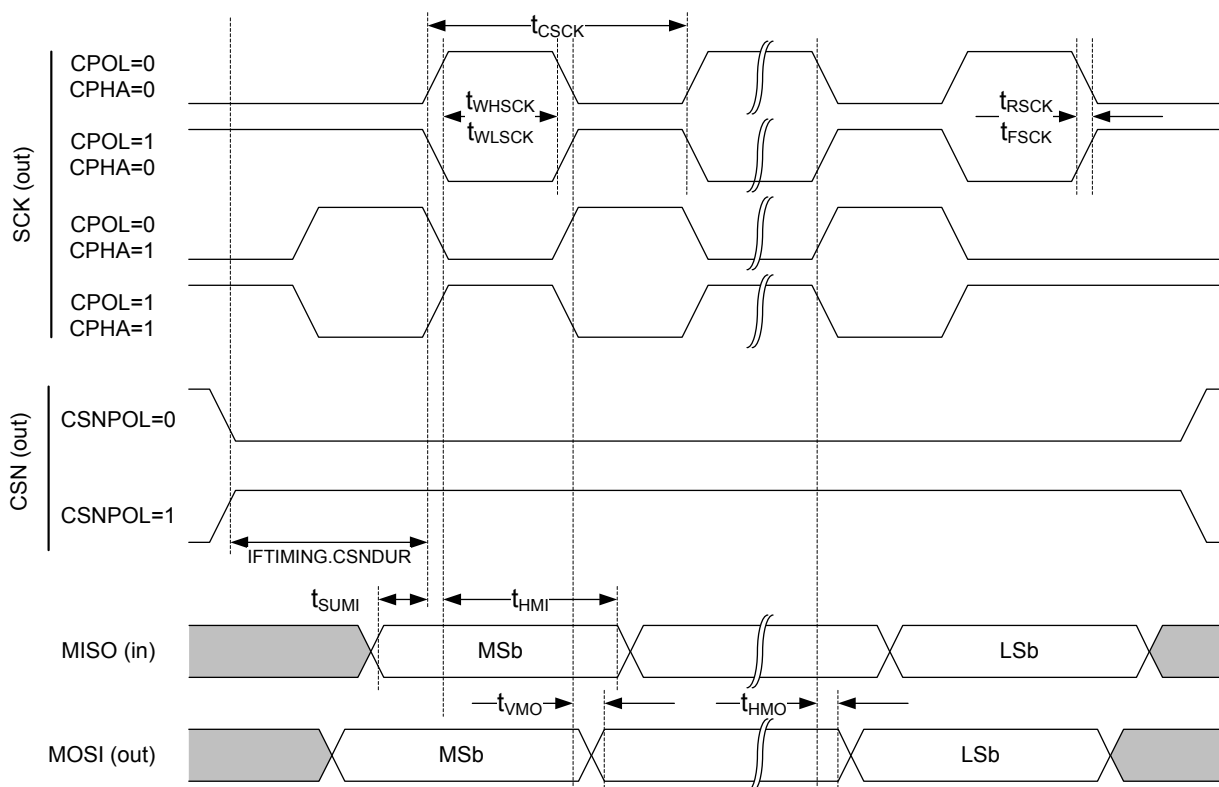 tCSCK
SCK (out)
CPOL=0
CPHA=0
tWHSCK
tWLSCK
tRSCK
tFSCK
CPOL=1
CPHA=0
CPOL=0
CPHA=1
CPOL=1
CPHA=1
CSN (out)
CSNPOL=0
CSNPOL=1
IFTIMING.CSNDUR
tSUMI
tHMI
MISO (in)
MSb
LSb
tVMO
tHMO
MOSI (out)
MSb
LSb